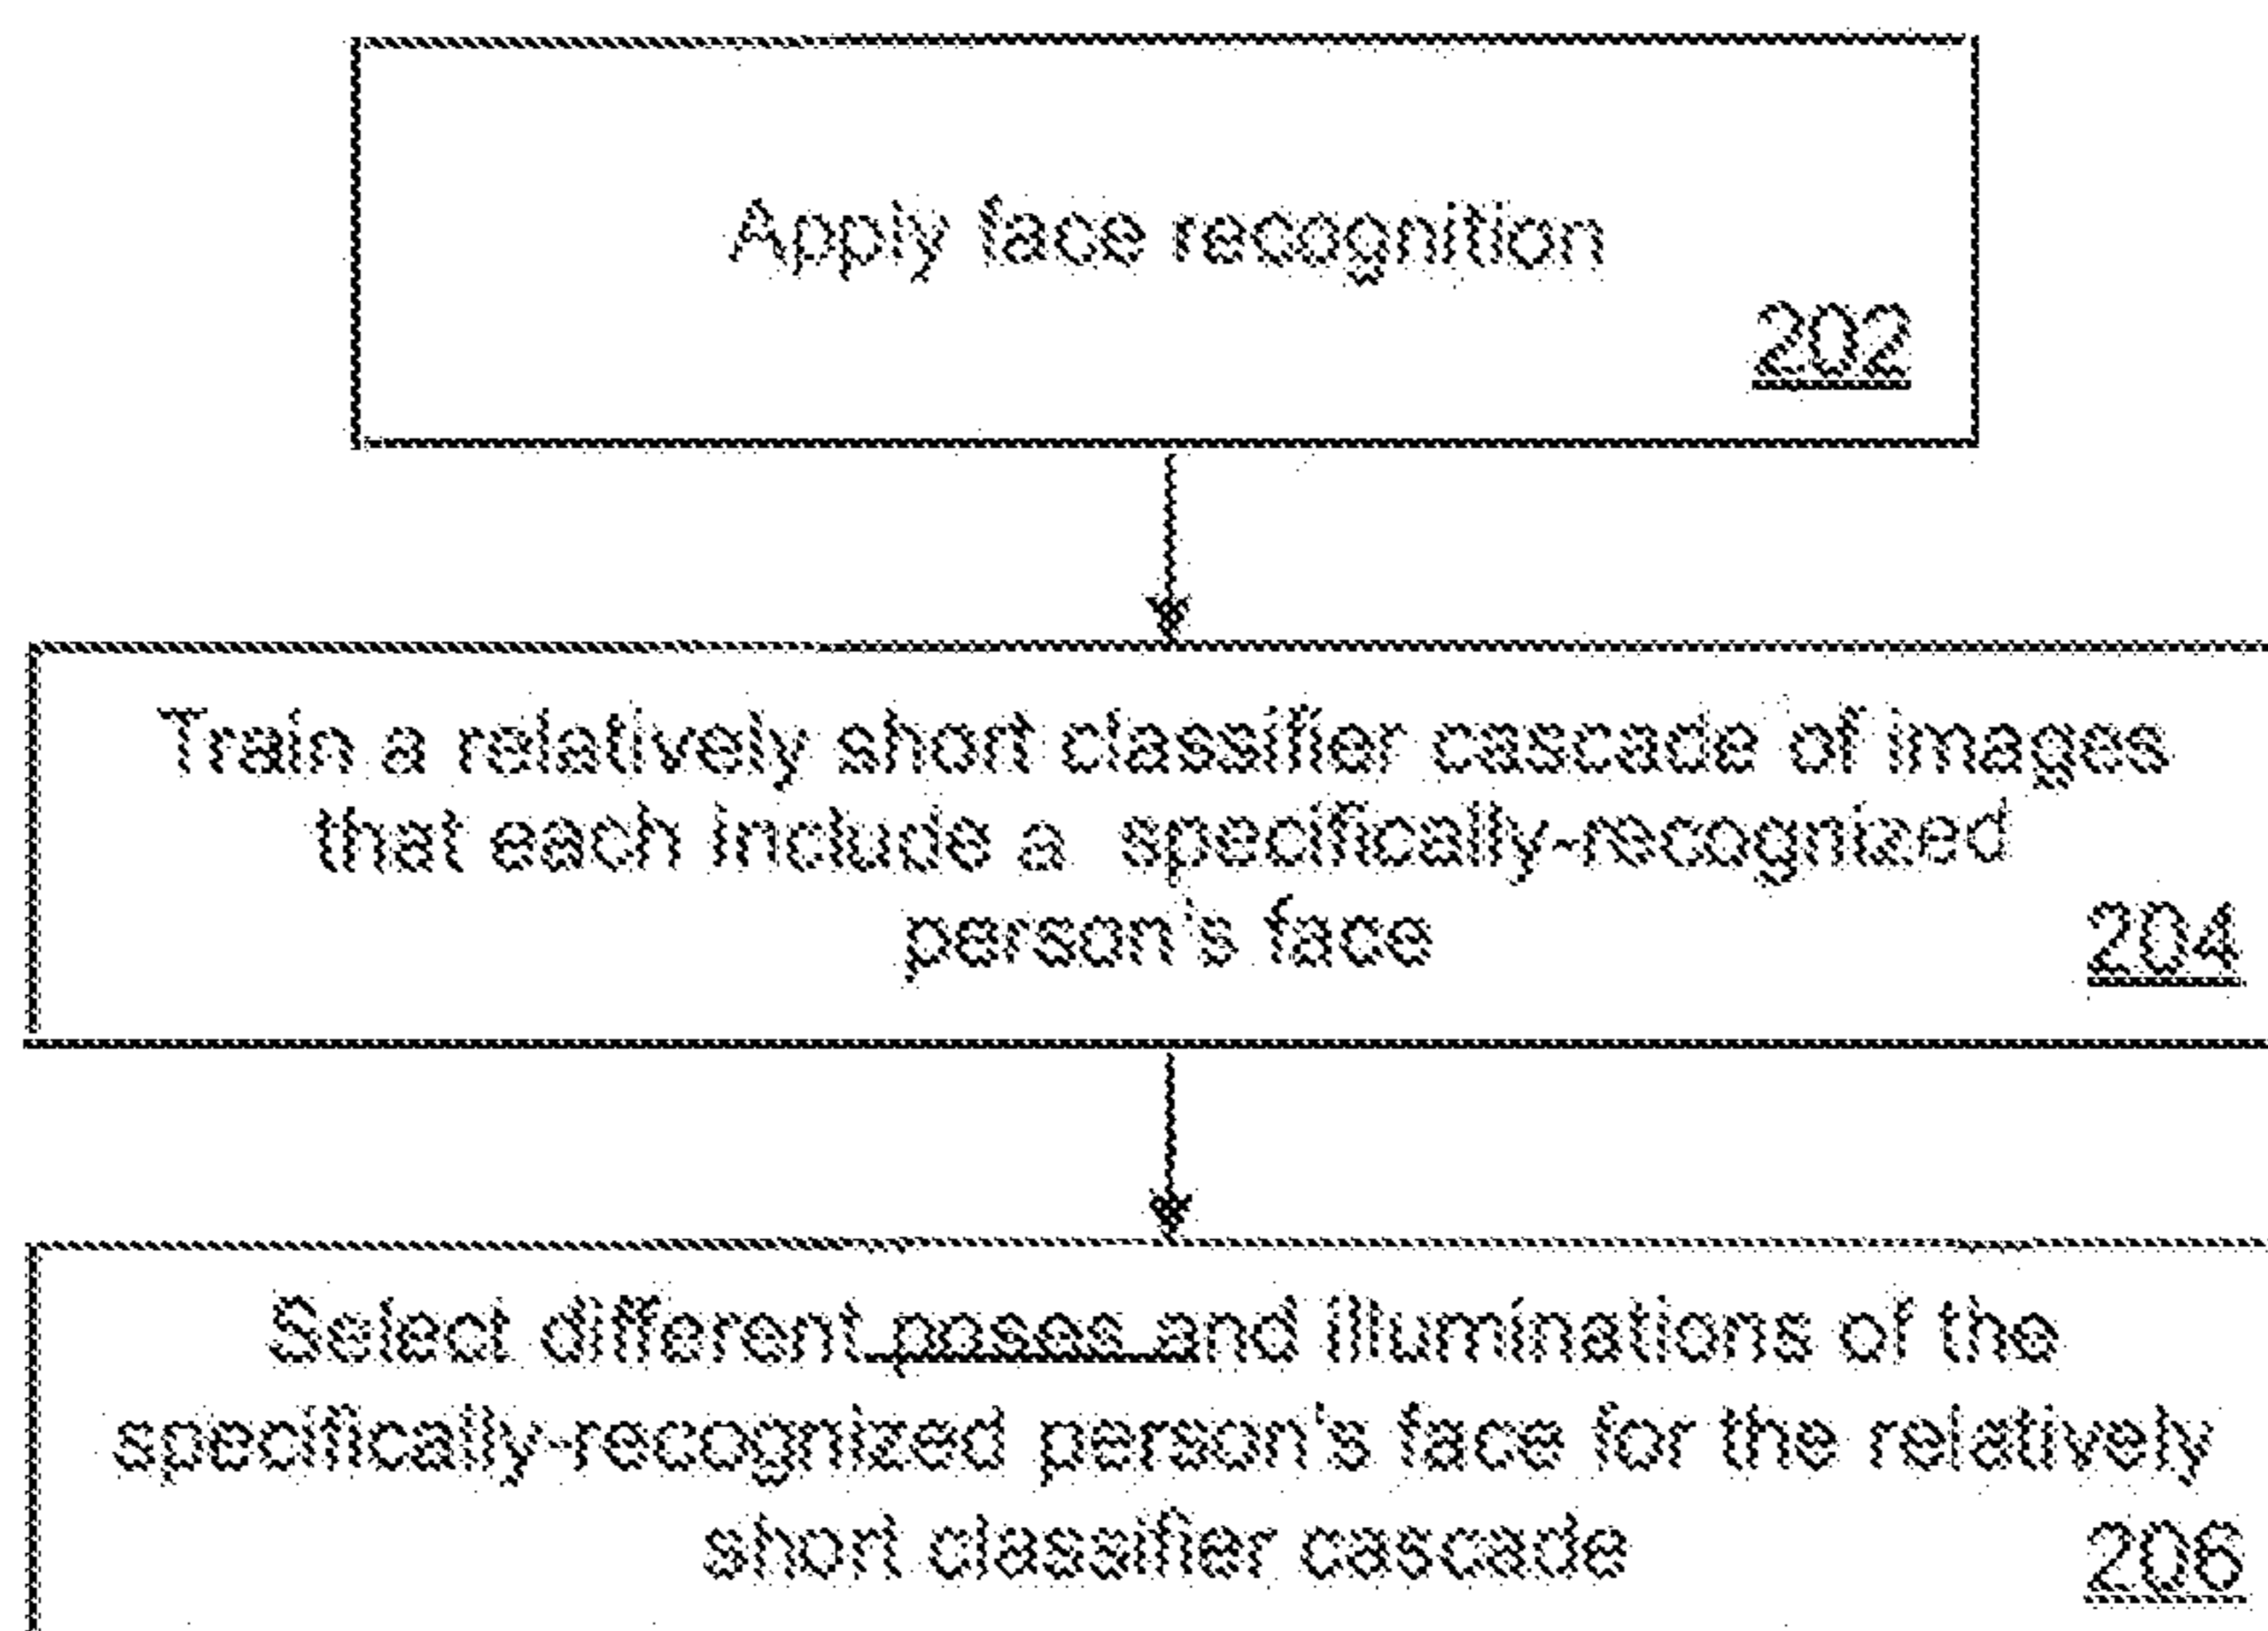 Apply face recognition
202
Train a relatively short classifier cascade of images
that each include a specifically-recognized
person's face
204
Select different poses and illuminations of the
specifically-recognized person's face for the relatively
short classifier cascade
206